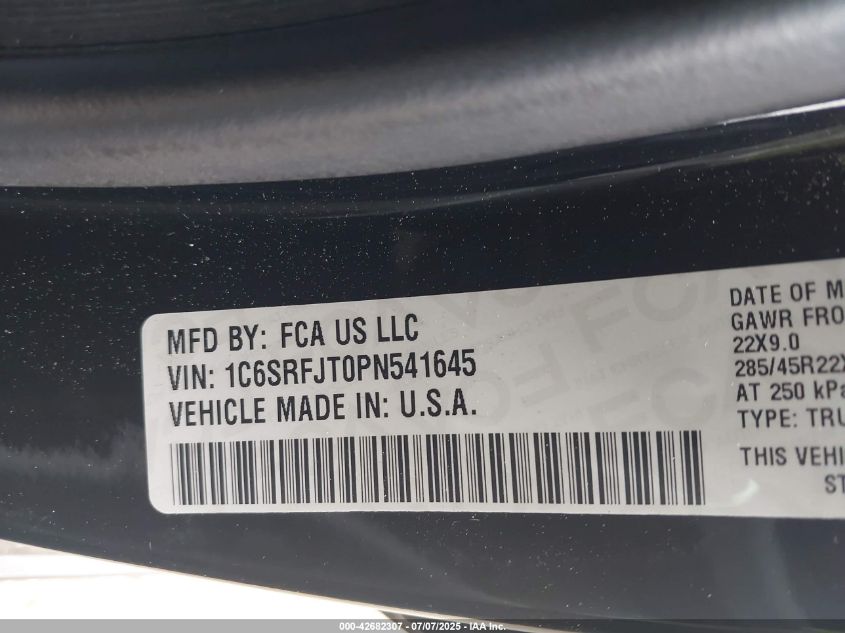 MFD BY: FCA US LLC
VIN: 1C6SRFJT0PN541645
VEHICLE MADE IN: U.S.A.
DATE OF M
GAWR FRO
22X9.0
285/45R22X
AT 250 kPa
TYPE: TRU
THIS VEHI
ST
FCA
000-42682307 - 07/07/2025 - IAA Inc.